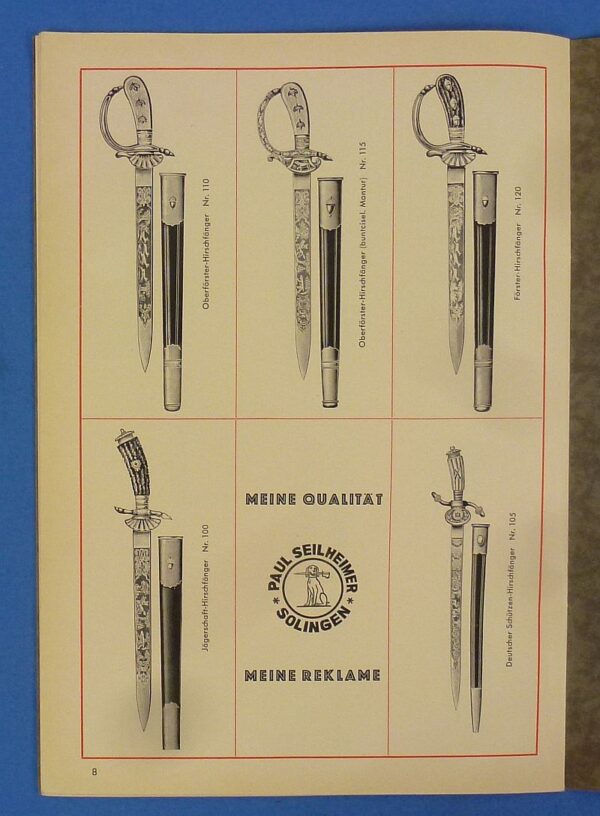 Oberförster-Hirschfänger Nr. 110
Oberförster-Hirschfänger (buntcisel. Montur) Nr. 115
Förster-Hirschfänger Nr. 120
Jägerschaft-Hirschfänger Nr. 100
MEINE QUALITÄT
* PAUL SEILHEIMER *
SOLINGEN
MEINE REKLAME
Deutscher Schützen-Hirschfänger Nr. 105
8